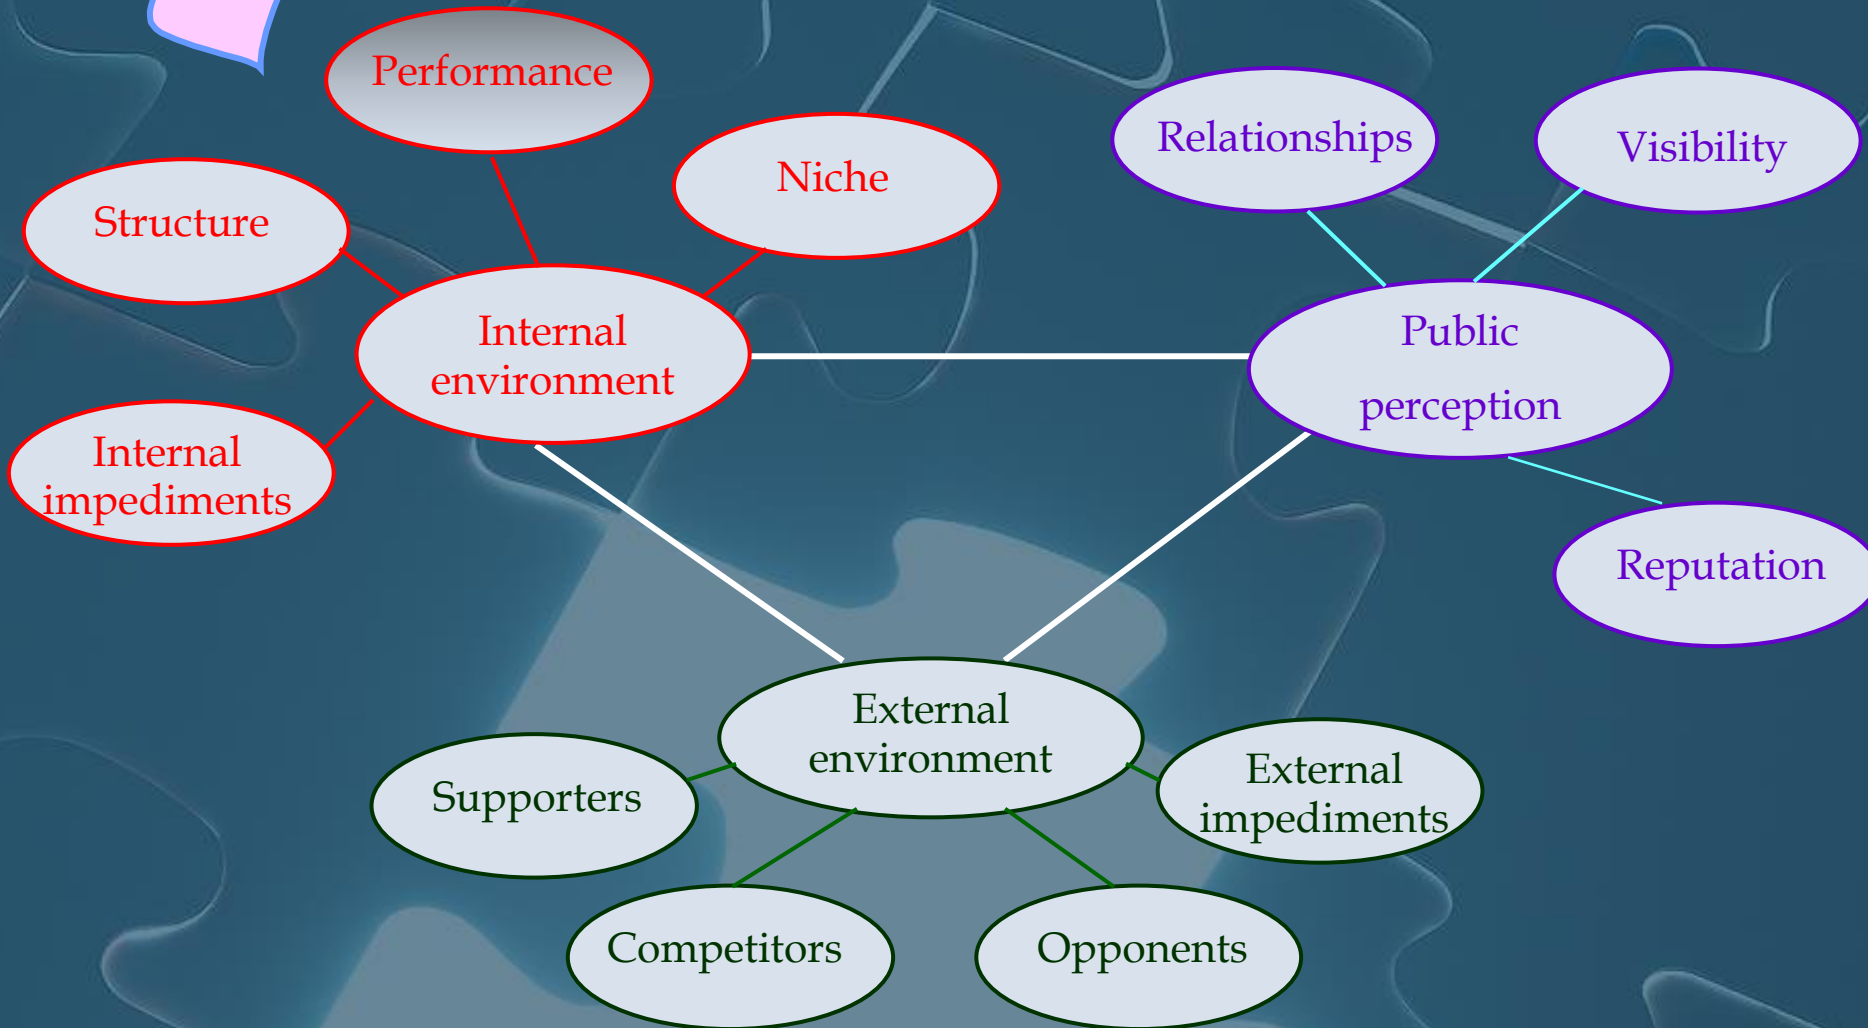 Performance
Niche
Structure
Internal
environment
Internal
impediments
Relationships
Visibility
Public
perception
Reputation
External
environment
Supporters
External
impediments
Competitors
Opponents